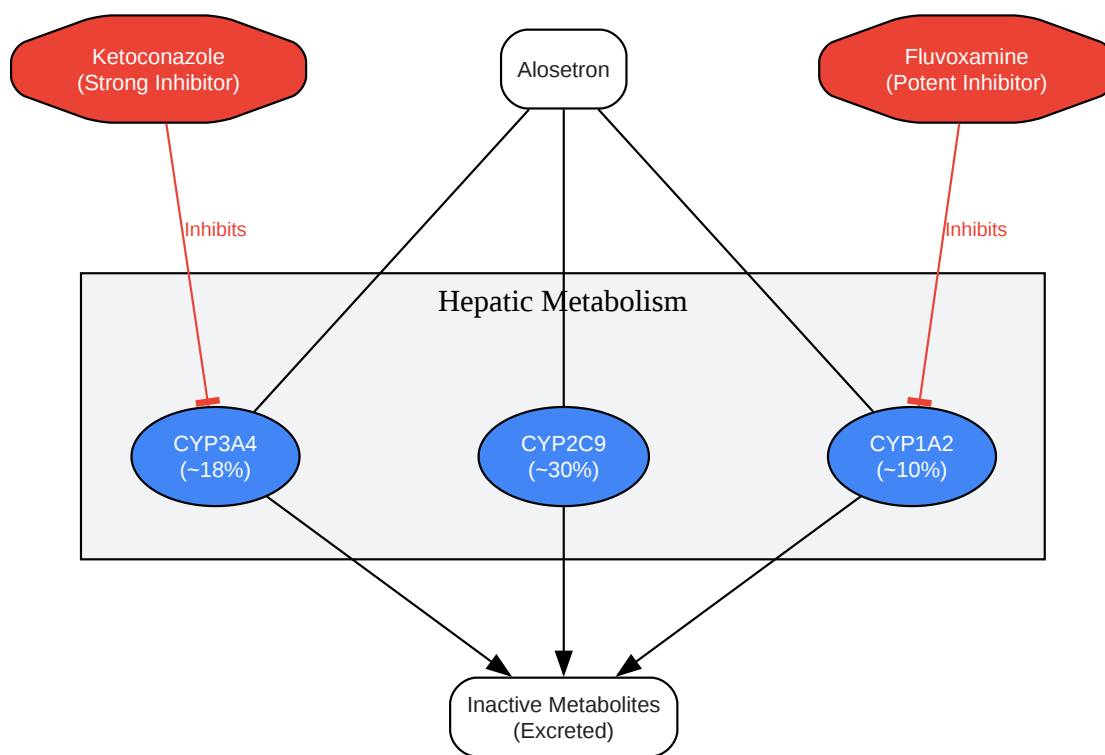 Ketoconazole
(Strong Inhibitor)
Alosetron
Fluvoxamine
(Potent Inhibitor)
Inhibits
Inhibits
Hepatic Metabolism
CYP3A4
(~18%)
CYP2C9
(~30%)
CYP1A2
(~10%)
Inactive Metabolites
(Excreted)